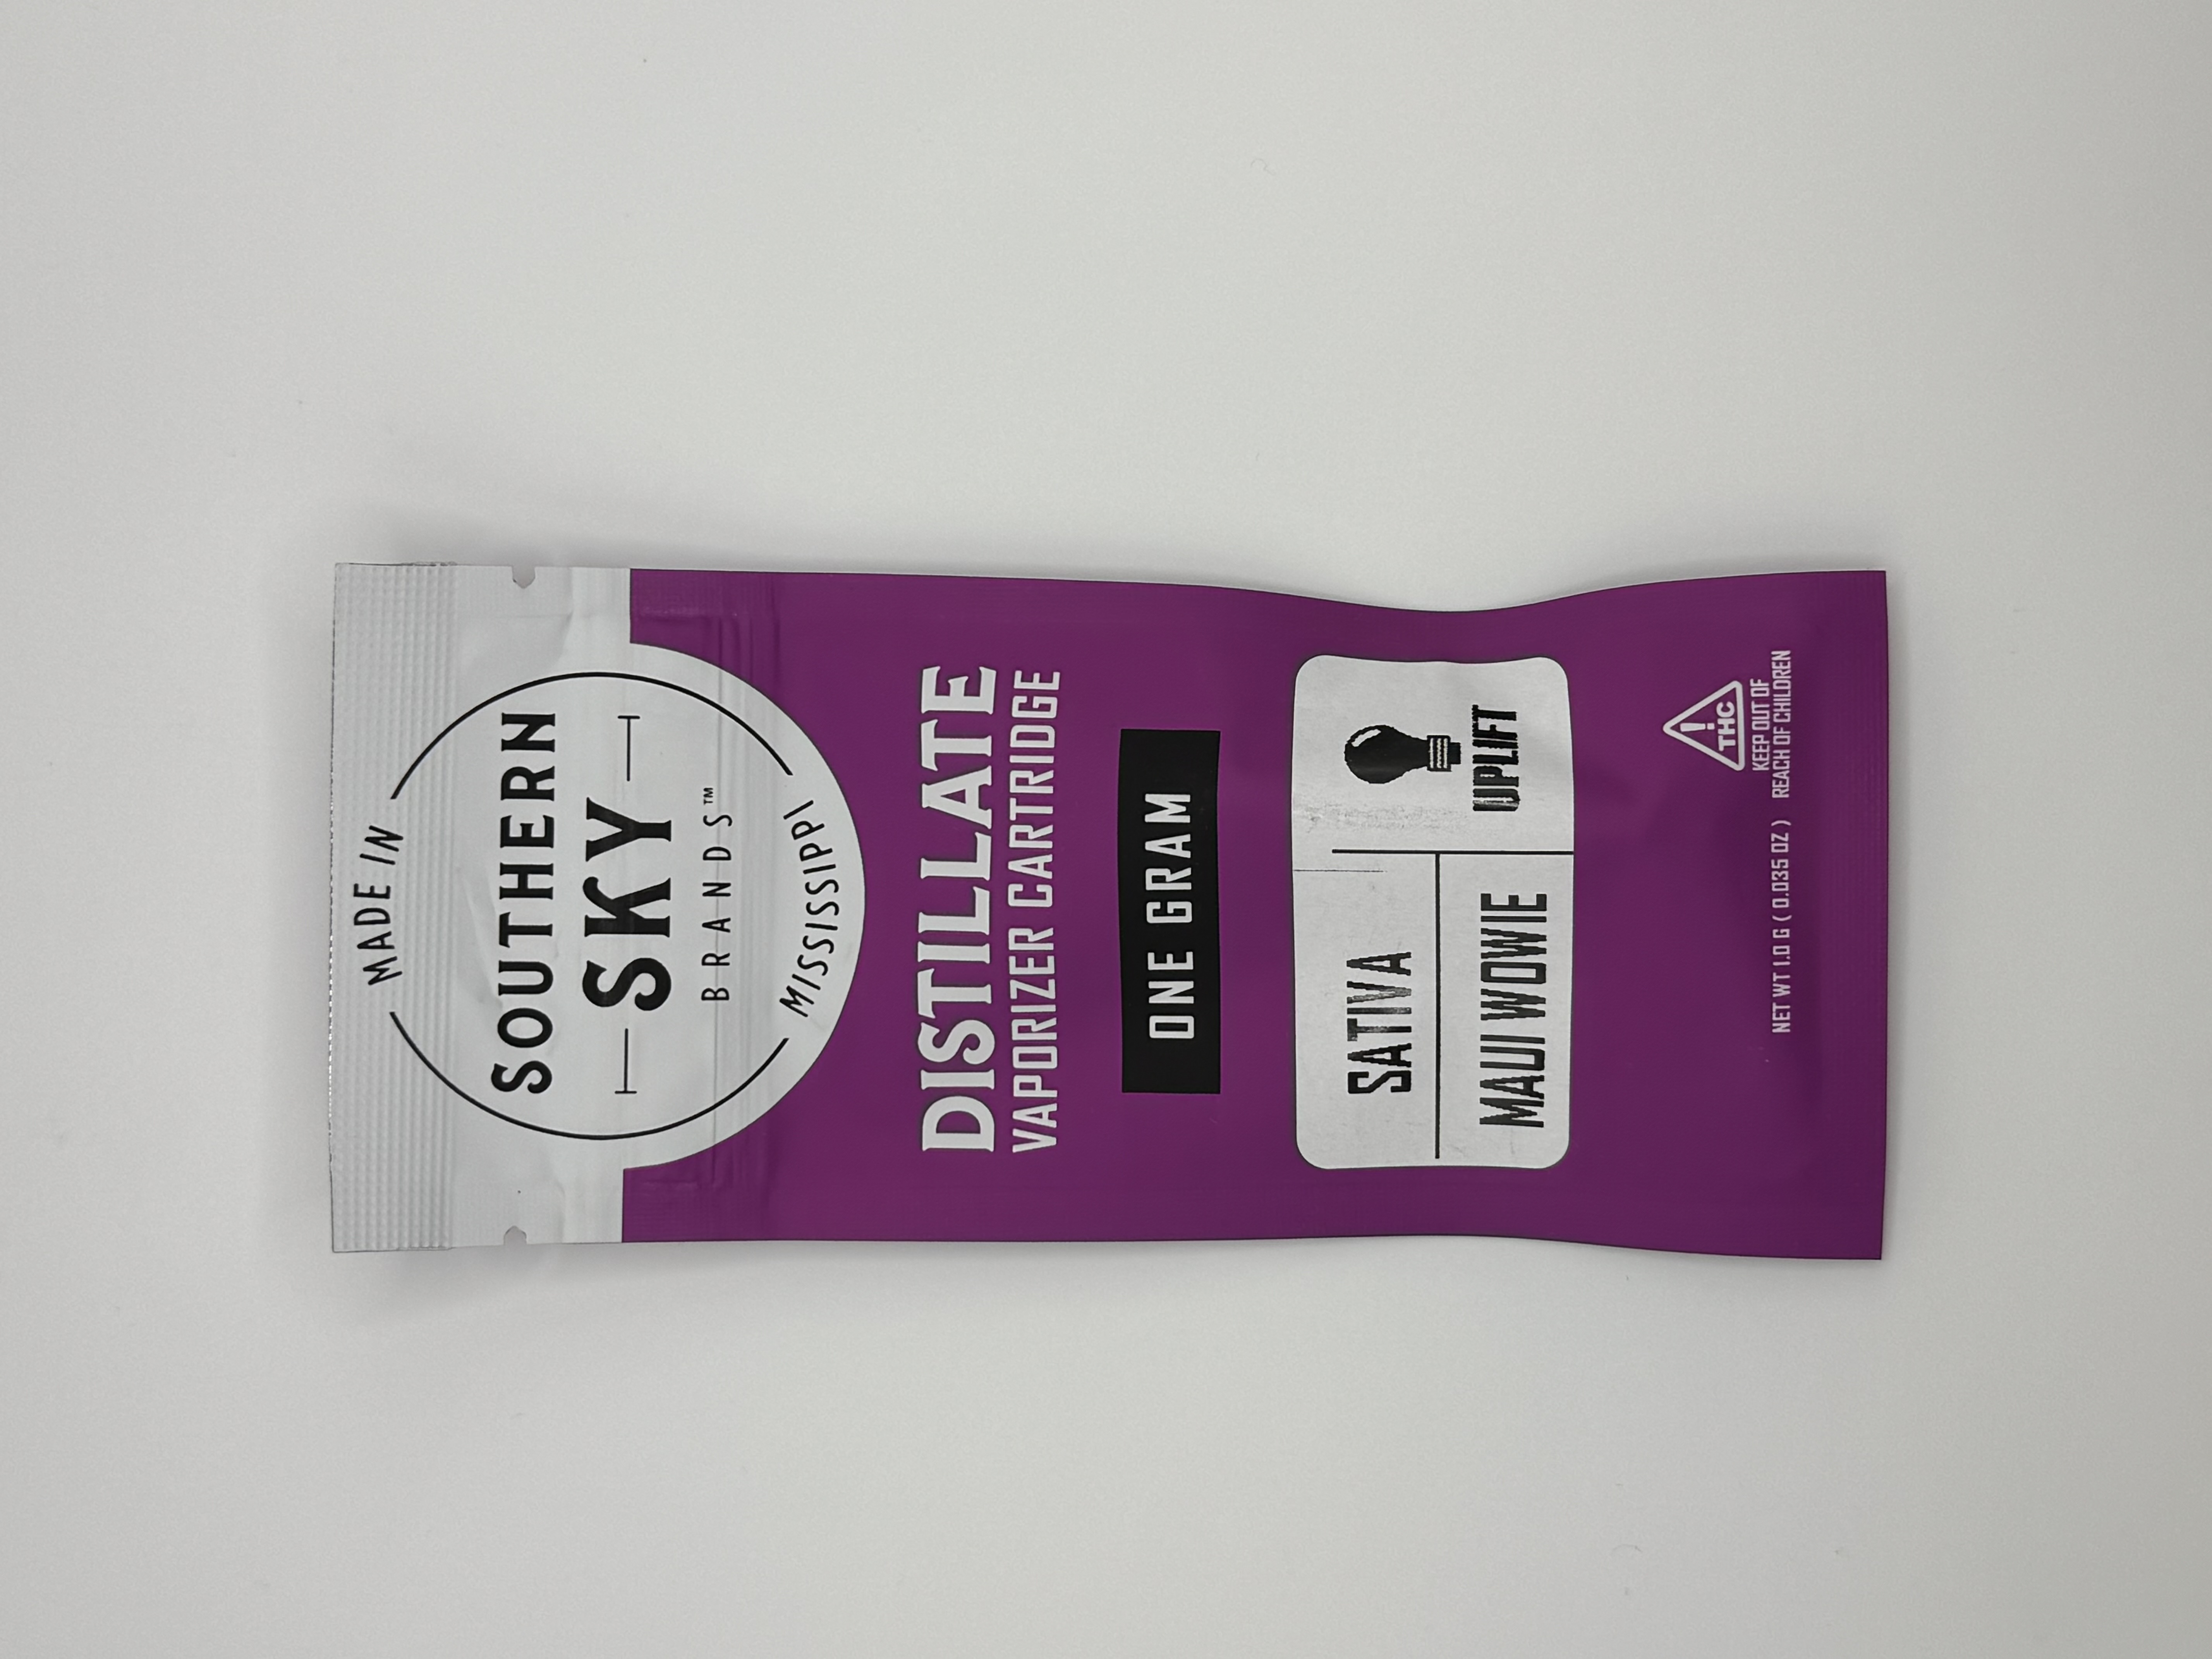 MADE IN
SOUTHERN
SKY
BRANDS™
MISSISSIPPI
DISTILLATE
VAPORIZER CARTRIDGE
ONE GRAM
SATIVA
MAUI WOWIE
UPLIFT
!
THC
KEEP OUT OF
REACH OF CHILDREN
NET WT 1.0 G ( 0.035 OZ )